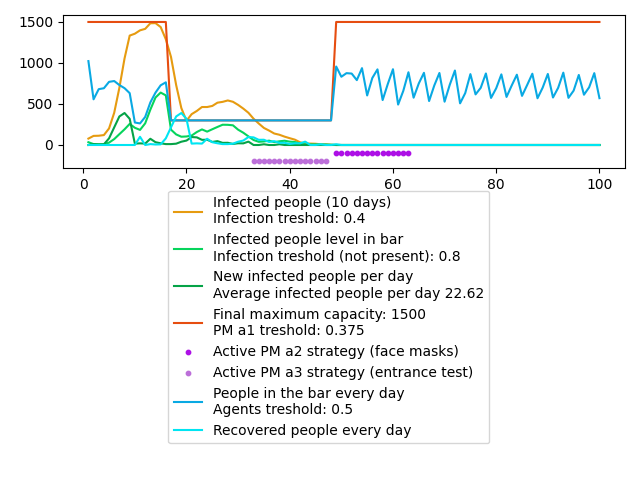 1500
1000
500
0
0
20
40
60
80
100
Infected people (10 days)
Infection treshold: 0.4
Infected people level in bar
Infection treshold (not present): 0.8
New infected people per day
Average infected people per day 22.62
Final maximum capacity: 1500
PM a1 treshold: 0.375
Active PM a2 strategy (face masks)
Active PM a3 strategy (entrance test)
People in the bar every day
Agents treshold: 0.5
Recovered people every day